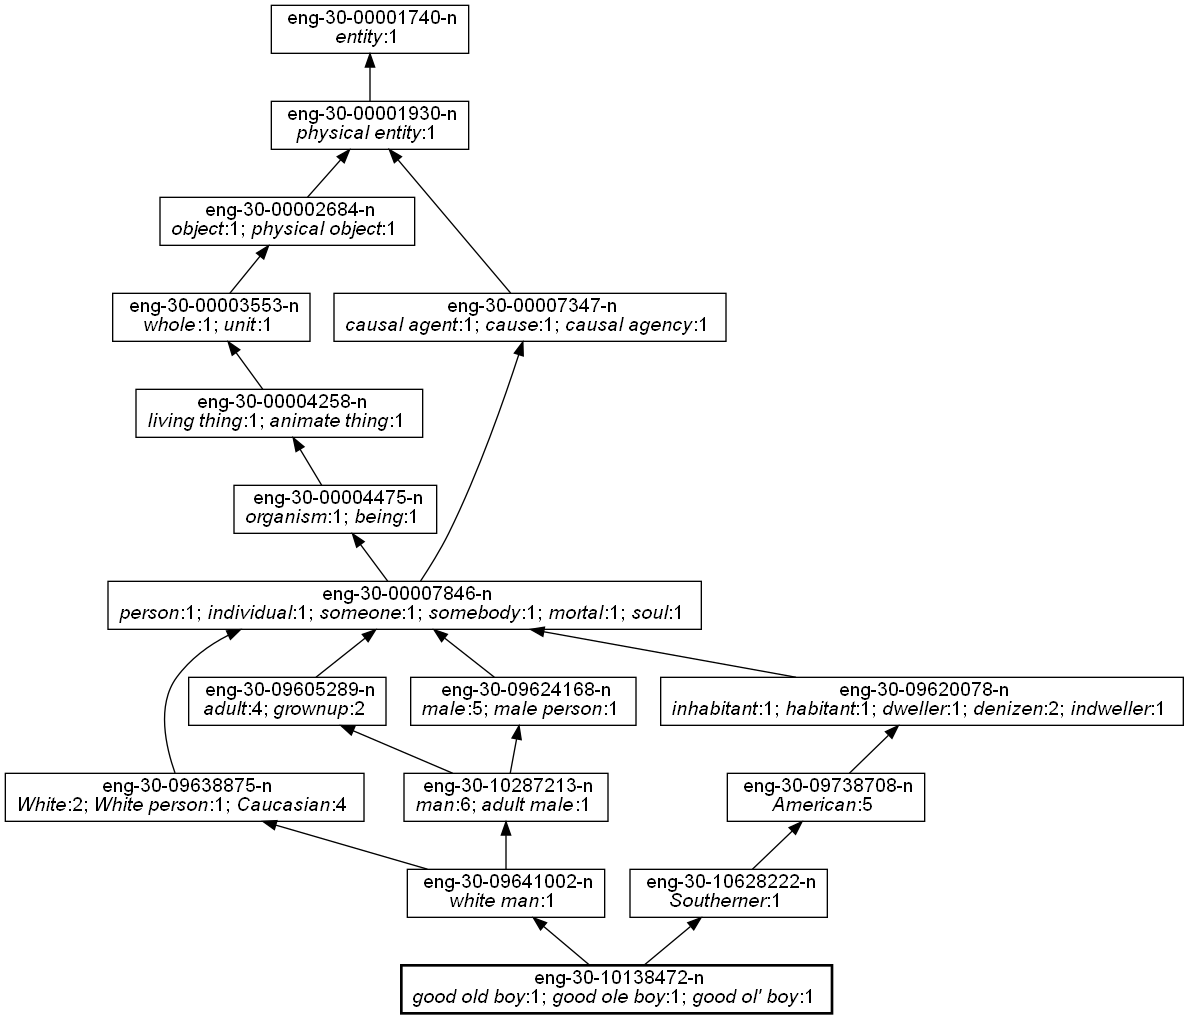 eng-30-00001740-n
entity:1
eng-30-00001930-n
physical entity:1
eng-30-00002684-n
object:1; physical object:1
eng-30-00003553-n
whole:1; unit:1
eng-30-00007347-n
causal agent:1; cause:1; causal agency:1
eng-30-00004258-n
living thing:1; animate thing:1
eng-30-00004475-n
organism:1; being:1
eng-30-00007846-n
person:1; individual:1; someone:1; somebody:1; mortal:1; soul:1
eng-30-09605289-n
adult:4; grownup:2
eng-30-09624168-n
male:5; male person:1
eng-30-09620078-n
inhabitant:1; habitant:1; dweller:1; denizen:2; indweller:1
eng-30-09638875-n
White:2; White person:1; Caucasian:4
eng-30-10287213-n
man:6; adult male:1
eng-30-09738708-n
American:5
eng-30-09641002-n
white man:1
eng-30-10628222-n
Southerner:1
eng-30-10138472-n
good old boy:1; good ole boy:1; good ol' boy:1